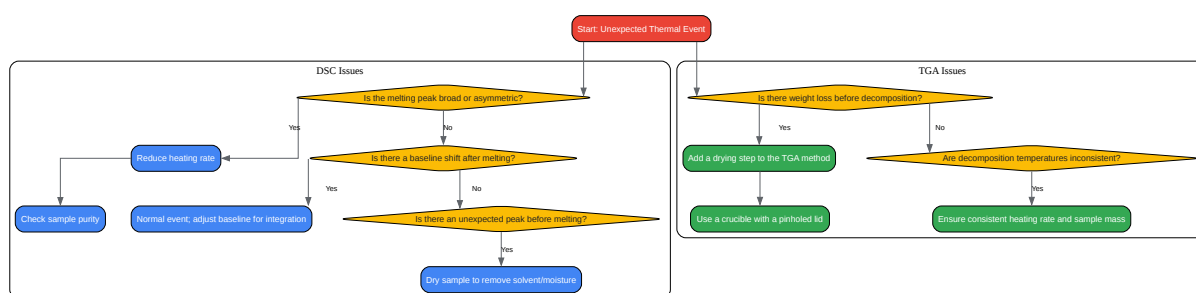 Start: Unexpected Thermal Event
DSC Issues
Is the melting peak broad or asymmetric?
Yes
No
Reduce heating rate
Is there a baseline shift after melting?
Yes
No
Check sample purity
Normal event; adjust baseline for integration
Is there an unexpected peak before melting?
Yes
Dry sample to remove solvent/moisture
TGA Issues
Is there weight loss before decomposition?
Yes
No
Add a drying step to the TGA method
Are decomposition temperatures inconsistent?
Yes
Use a crucible with a pinholed lid
Ensure consistent heating rate and sample mass